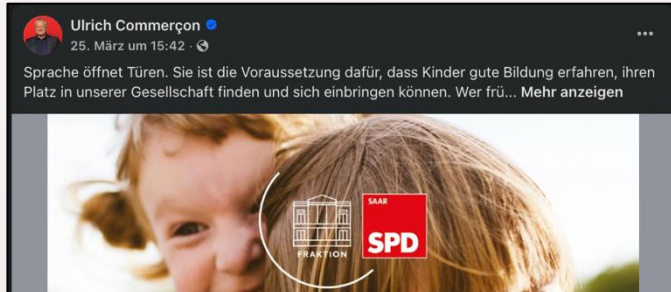 Ulrich Commerçon
25. März um 15:42 ·
Sprache öffnet Türen. Sie ist die Voraussetzung dafür, dass Kinder gute Bildung erfahren, ihren
Platz in unserer Gesellschaft finden und sich einbringen können. Wer frü... Mehr anzeigen
SAAR
SPD
FRAKTION